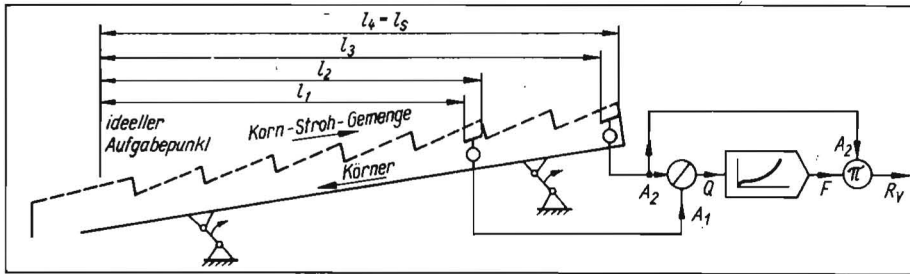 l₄ = lₛ
l₃
l₂
l₁
ideeller
Aufgabepunkt
Korn-Stroh-Gemenge
Körner
A₂
Q
A₁
F
A₂
π
Rᵥ